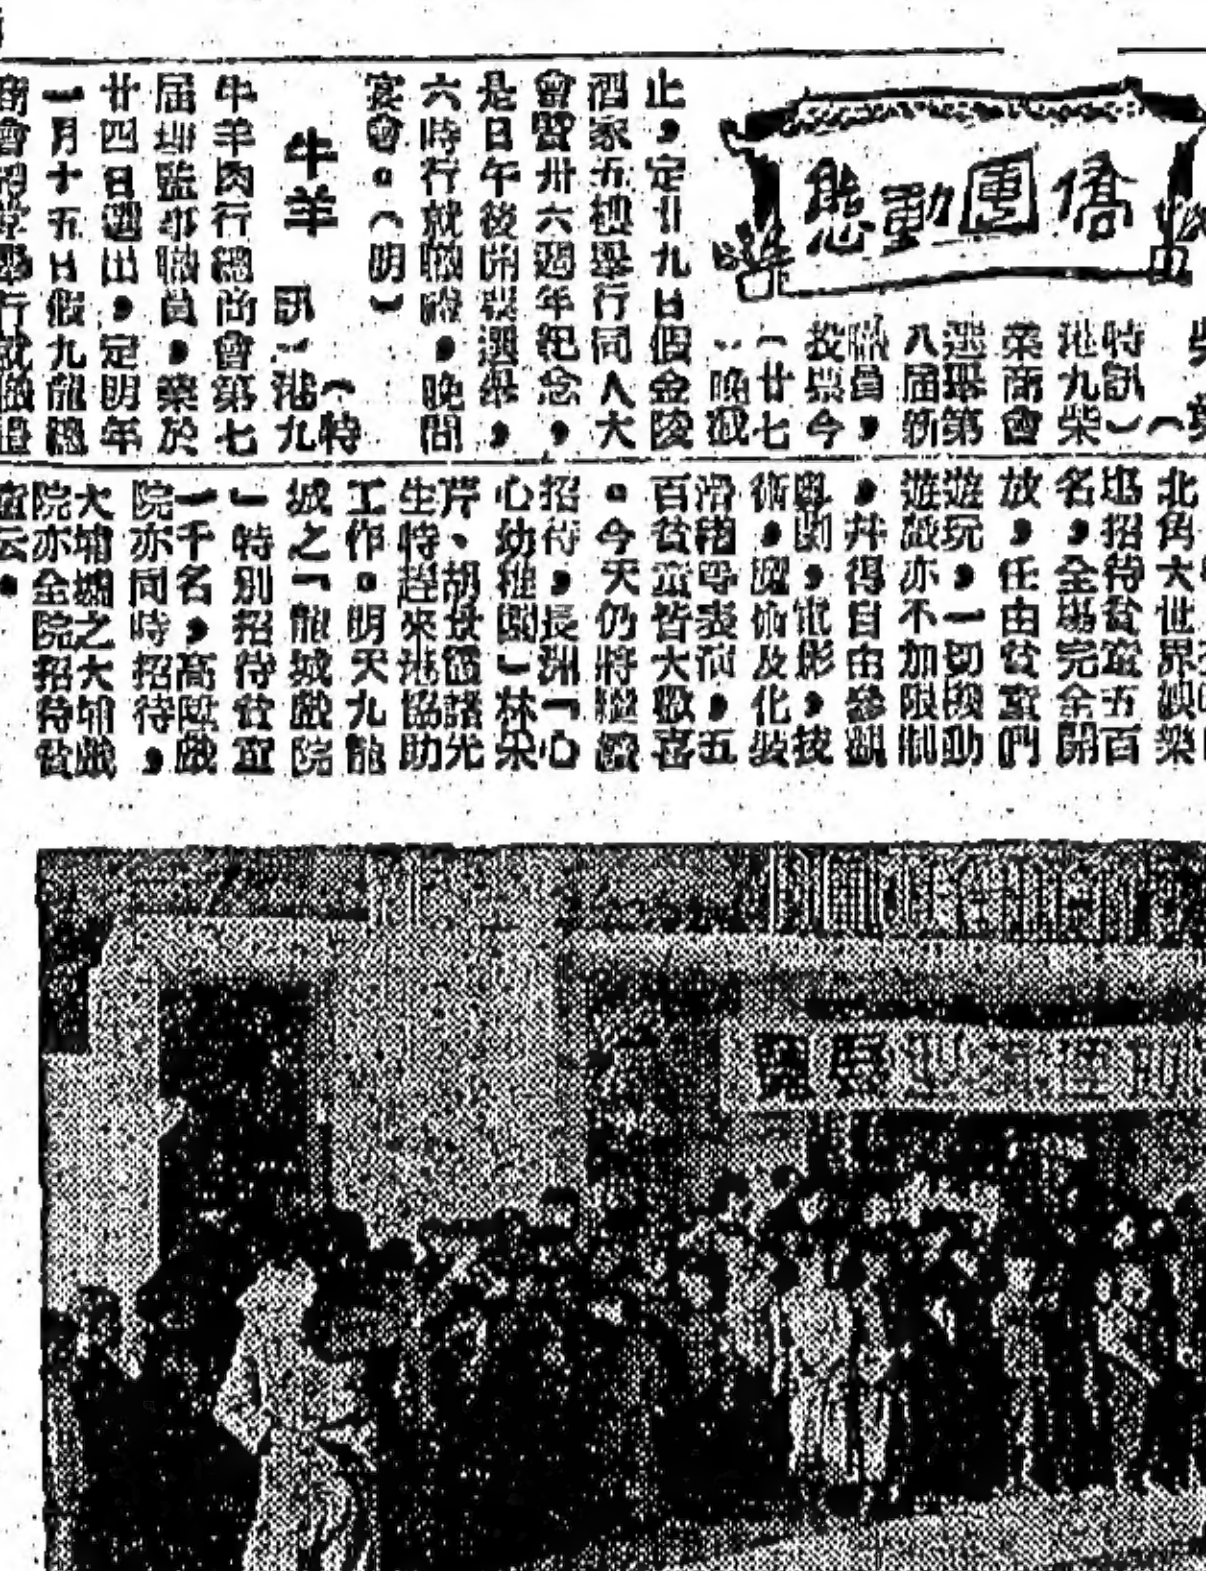 僑團動態
柴
特訊)(
港九柴
業商會
選舉第
八屆新
職員,
投票今
(廿七
)晚截
止,定廿九日假金陵
酒家五樓舉行同人大
會暨卅六週年紀念,
是日午後開票選舉,
六時行就職禮,晚間
宴會。(明)
牛羊
(特
訊)港九
牛羊肉行總商會第七
屆理監事職員,業於
廿四日選出,定明年
一月十五日假九龍總
商會禮堂舉行就職禮
北角大世界娛樂
場招待貧童五百
名,全場完全開
放,任由貧童們
遊玩,一切機動
遊戲亦不加限制
,幷得自由參觀
粵劇,電影,技
術,魔術及化裝
滑稽等表演,五
百貧童皆大歡喜
。今天仍將繼續
招待,長洲「心
心幼稚園」林宋
芹、胡景 諸先
生特趕來港協助
工作。明天九龍
城之「龍城戲院
」特別招待貧童
一千名,高陞戲
院亦同時招待,
大埔墟之大埔戲
院亦全院招待貧
童云。